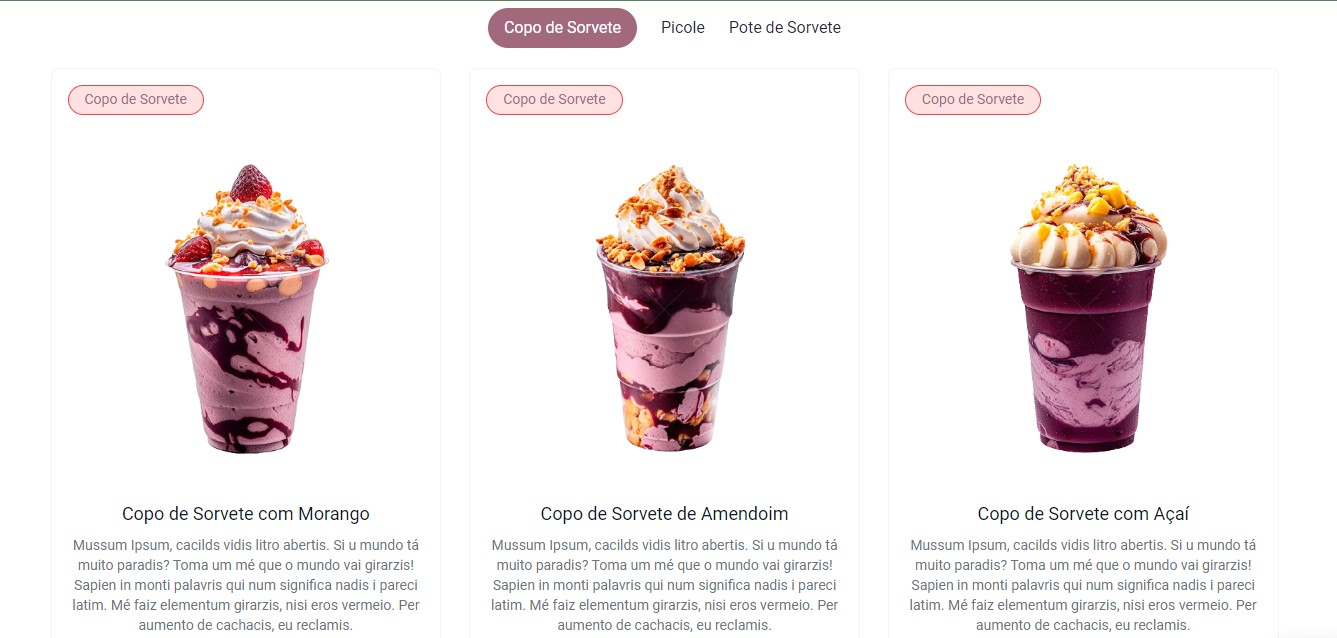 Copo de Sorvete Picole Pote de Sorvete
Copo de Sorvete
Copo de Sorvete com Morango
Mussum Ipsum, cacilds vidis litro abertis. Si u mundo tá
muito paradis? Toma um mé que o mundo vai girarzis!
Sapien in monti palavris qui num significa nadis i pareci
latim. Mé faiz elementum girarzis, nisi eros vermeio. Per
aumento de cachacis, eu reclamis.
Copo de Sorvete
Copo de Sorvete de Amendoim
Mussum Ipsum, cacilds vidis litro abertis. Si u mundo tá
muito paradis? Toma um mé que o mundo vai girarzis!
Sapien in monti palavris qui num significa nadis i pareci
latim. Mé faiz elementum girarzis, nisi eros vermeio. Per
aumento de cachacis, eu reclamis.
Copo de Sorvete
Copo de Sorvete com Açaí
Mussum Ipsum, cacilds vidis litro abertis. Si u mundo tá
muito paradis? Toma um mé que o mundo vai girarzis!
Sapien in monti palavris qui num significa nadis i pareci
latim. Mé faiz elementum girarzis, nisi eros vermeio. Per
aumento de cachacis, eu reclamis.